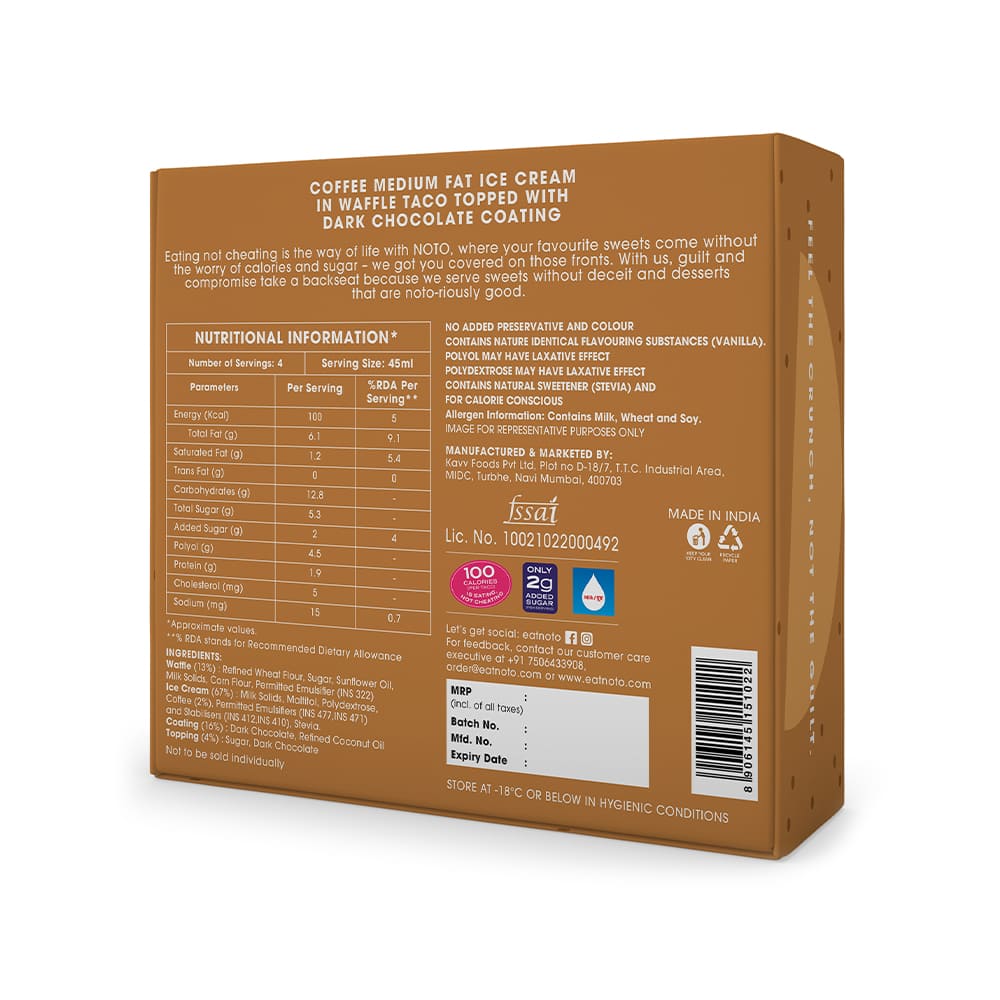 COFFEE MEDIUM FAT ICE CREAM
IN WAFFLE TACO TOPPED WITH
DARK CHOCOLATE COATING
Eating not cheating is the way of life with NOTO, where your favourite sweets come without
the worry of calories and sugar – we got you covered on those fronts. With us, guilt and
compromise take a backseat because we serve sweets without deceit and desserts
that are noto-riously good.
NUTRITIONAL INFORMATION*
Number of Servings: 4 Serving Size: 45ml
Parameters Per Serving %RDA Per
Serving**
Energy (Kcal) 100 5
Total Fat (g) 6.1 9.1
Saturated Fat (g) 1.2 5.4
Trans Fat (g) 0 0
Carbohydrates (g) 12.8 -
Total Sugar (g) 5.3 -
Added Sugar (g) 2 4
Polyol (g) 4.5 -
Protein (g) 1.9 -
Cholesterol (mg) 5 -
Sodium (mg) 15 0.7
*Approximate values.
**% RDA stands for Recommended Dietary Allowance
INGREDIENTS:
Waffle (13%) : Refined Wheat Flour, Sugar, Sunflower Oil,
Milk Solids, Corn Flour, Permitted Emulsifier (INS 322)
Ice Cream (67%) : Milk Solids, Maltitol, Polydextrose,
Coffee (2%), Permitted Emulsifiers (INS 477,INS 471)
and Stabilisers (INS 412,INS 410), Stevia.
Coating (16%) : Dark Chocolate, Refined Coconut Oil
Topping (4%) : Sugar, Dark Chocolate
Not to be sold individually
NO ADDED PRESERVATIVE AND COLOUR
CONTAINS NATURE IDENTICAL FLAVOURING SUBSTANCES (VANILLA).
POLYOL MAY HAVE LAXATIVE EFFECT
POLYDEXTROSE MAY HAVE LAXATIVE EFFECT
CONTAINS NATURAL SWEETENER (STEVIA) AND
FOR CALORIE CONSCIOUS
Allergen Information: Contains Milk, Wheat and Soy.
IMAGE FOR REPRESENTATIVE PURPOSES ONLY
MANUFACTURED & MARKETED BY:
Kavv Foods Pvt Ltd, Plot no D-18/7, T.T.C. Industrial Area,
MIDC, Turbhe, Navi Mumbai, 400703
fssai
Lic. No. 10021022000492
MADE IN INDIA
KEEP YOUR
CITY CLEAN
RECYCLE
PAPER
100
CALORIES
(PER TACO)
IS EATING,
NOT CHEATING
ONLY
2g
ADDED
SUGAR
Let's get social: eatnoto
For feedback, contact our customer care
executive at +91 7506433908,
order@eatnoto.com or www.eatnoto.com
MRP :
(incl. of all taxes)
Batch No. :
Mfd. No. :
Expiry Date :
8 906145 151022
STORE AT -18°C OR BELOW IN HYGIENIC CONDITIONS
FEEL THE CRUNCH, NOT THE GUILT.